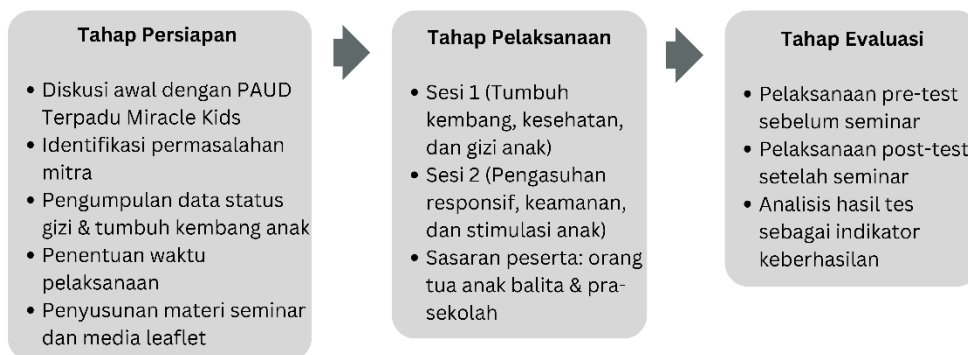 Tahap Persiapan
• Diskusi awal dengan PAUD
Terpadu Miracle Kids
• Identifikasi permasalahan
mitra
• Pengumpulan data status
gizi & tumbuh kembang anak
• Penentuan waktu
pelaksanaan
• Penyusunan materi seminar
dan media leaflet
Tahap Pelaksanaan
• Sesi 1 (Tumbuh
kembang, kesehatan,
dan gizi anak)
• Sesi 2 (Pengasuhan
responsif, keamanan,
dan stimulasi anak)
• Sasaran peserta: orang
tua anak balita & pra-
sekolah
Tahap Evaluasi
• Pelaksanaan pre-test
sebelum seminar
• Pelaksanaan post-test
setelah seminar
• Analisis hasil tes
sebagai indikator
keberhasilan